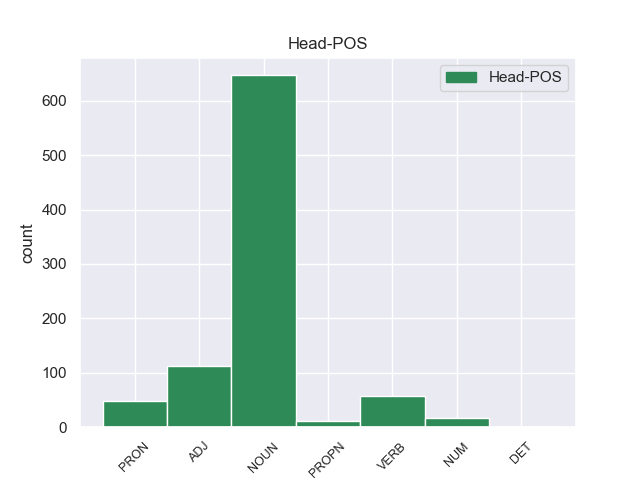 Head-POS
Head-POS
600
500
400
300
200
100
0
count
PRON
ADJ
NOUN
PROPN
VERB
NUM
DET